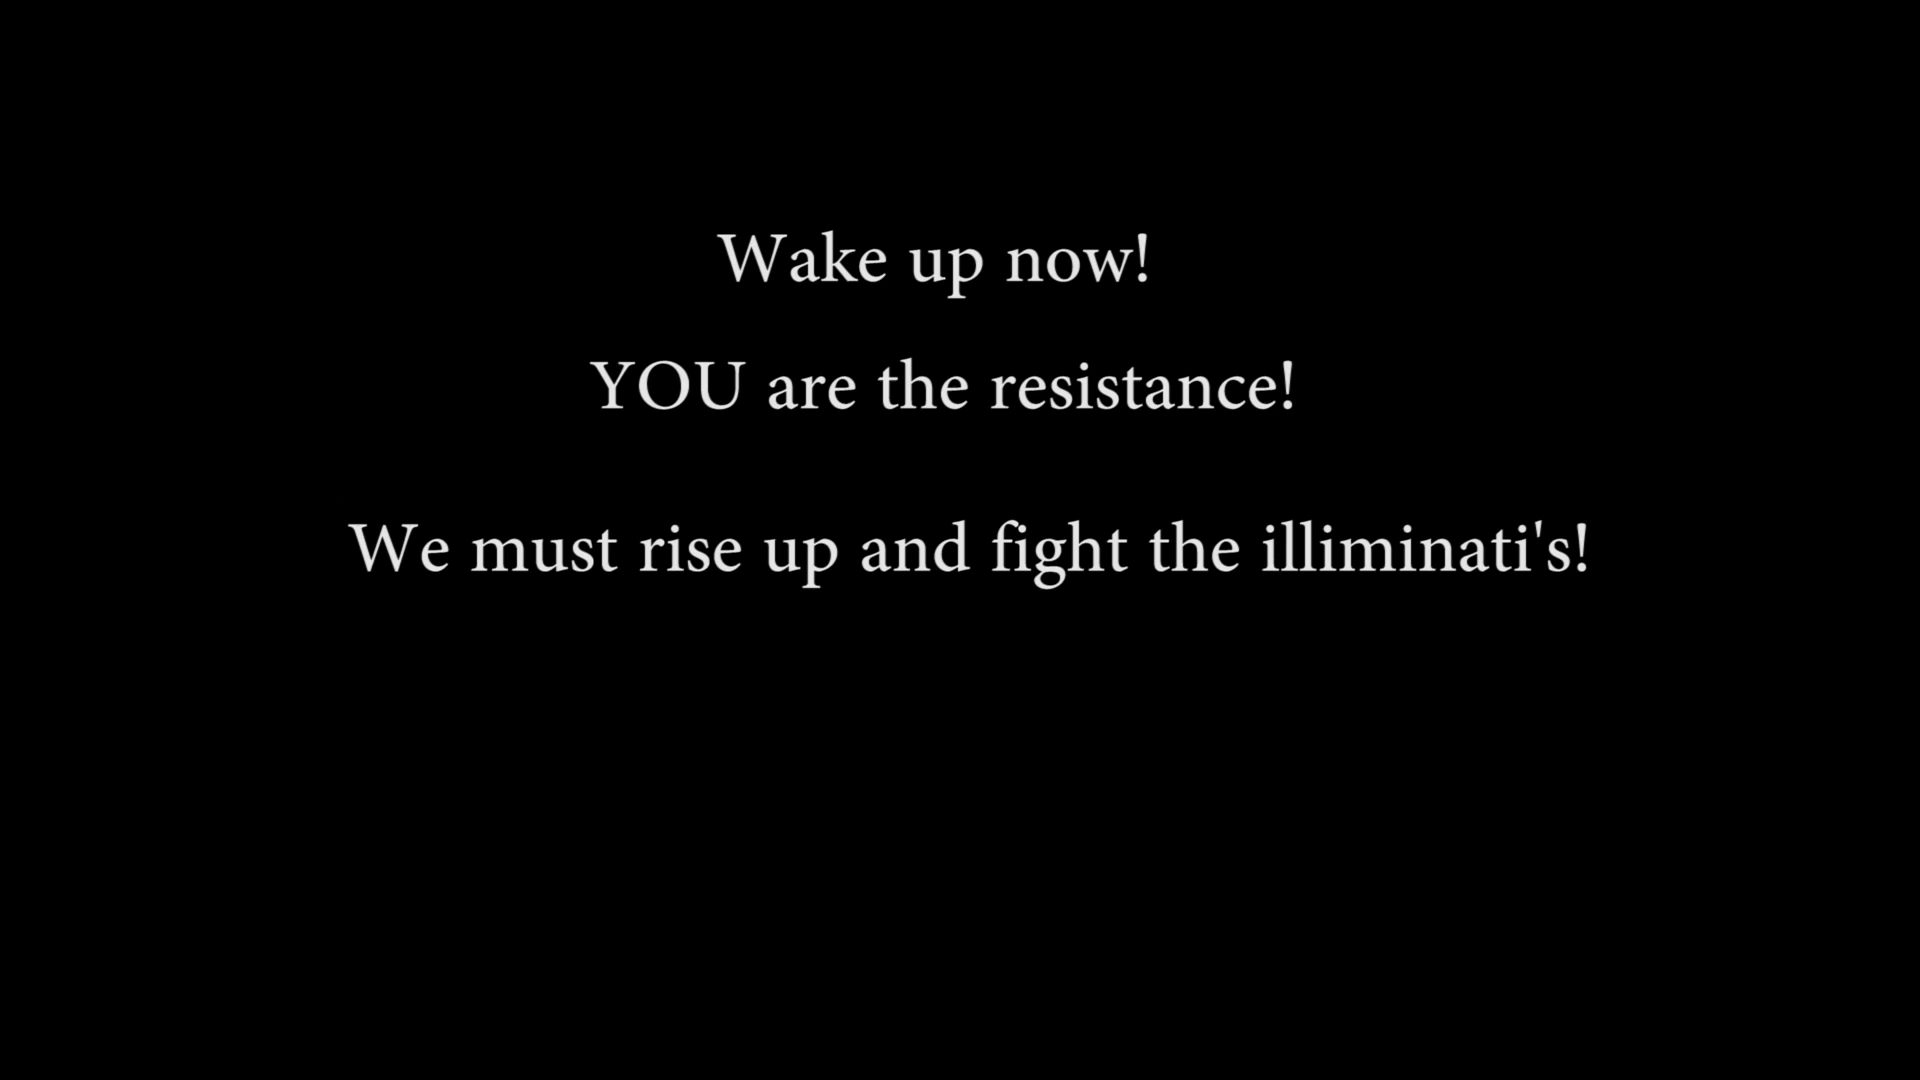 Wake up now!
YOU are the resistance!
We must rise up and fight the illiminati's!